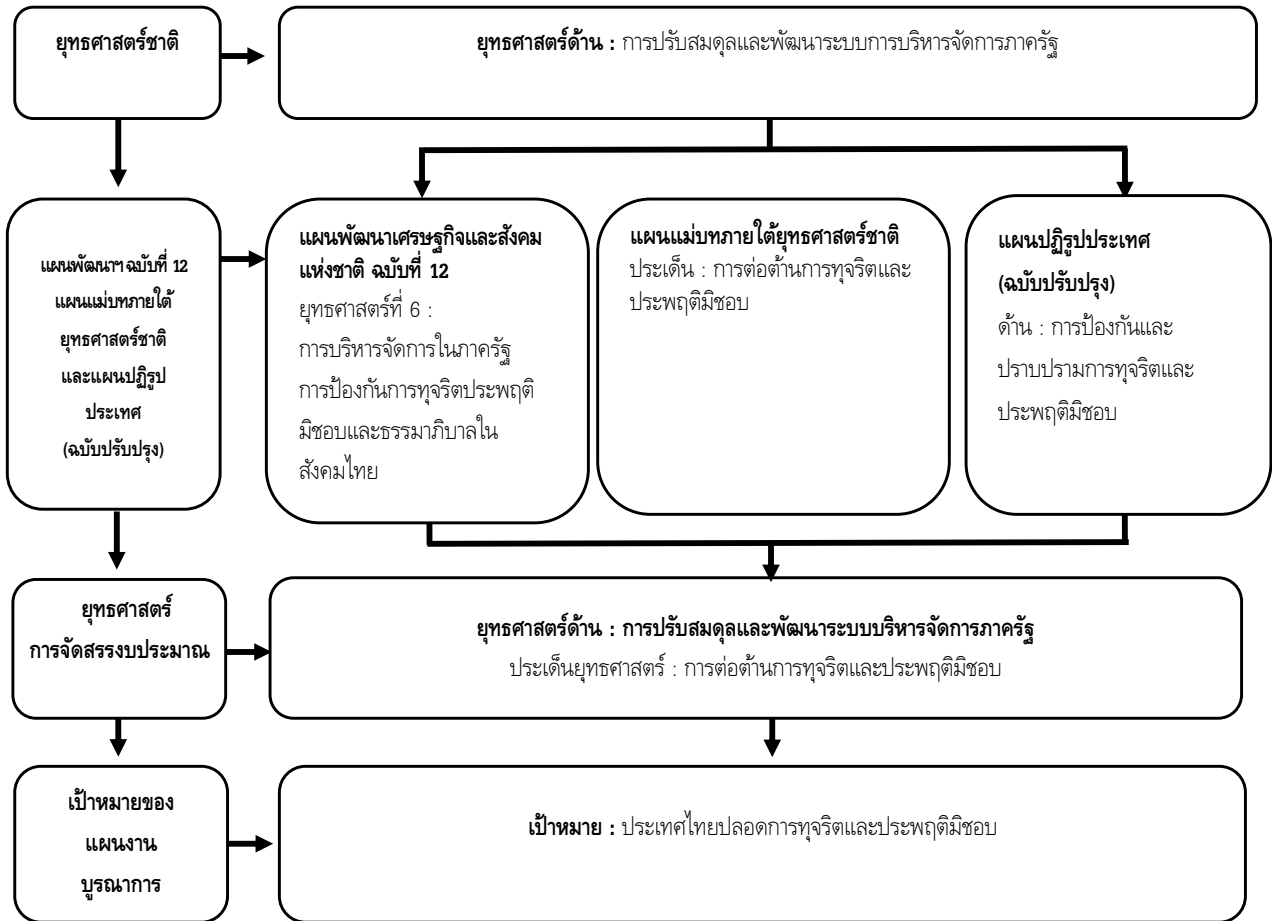 ยุทธศาสตร์ชาติ
ยุทธศาสตร์ด้าน : การปรับสมดุลและพัฒนาระบบการบริหารจัดการภาครัฐ
แผนพัฒนาฯ ฉบับที่ 12
แผนแม่บทภายใต้
ยุทธศาสตร์ชาติ
และแผนปฏิรูป
ประเทศ
(ฉบับปรับปรุง)
แผนพัฒนาเศรษฐกิจและสังคม
แห่งชาติ ฉบับที่ 12
ยุทธศาสตร์ที่ 6 :
การบริหารจัดการในภาครัฐ
การป้องกันการทุจริตประพฤติ
มิชอบและธรรมาภิบาลใน
สังคมไทย
แผนแม่บทภายใต้ยุทธศาสตร์ชาติ
ประเด็น : การต่อต้านการทุจริตและ
ประพฤติมิชอบ
แผนปฏิรูปประเทศ
(ฉบับปรับปรุง)
ด้าน : การป้องกันและ
ปราบปรามการทุจริตและ
ประพฤติมิชอบ
ยุทธศาสตร์
การจัดสรรงบประมาณ
ยุทธศาสตร์ด้าน : การปรับสมดุลและพัฒนาระบบบริหารจัดการภาครัฐ
ประเด็นยุทธศาสตร์ : การต่อต้านการทุจริตและประพฤติมิชอบ
เป้าหมายของ
แผนงาน
บูรณาการ
เป้าหมาย : ประเทศไทยปลอดการทุจริตและประพฤติมิชอบ